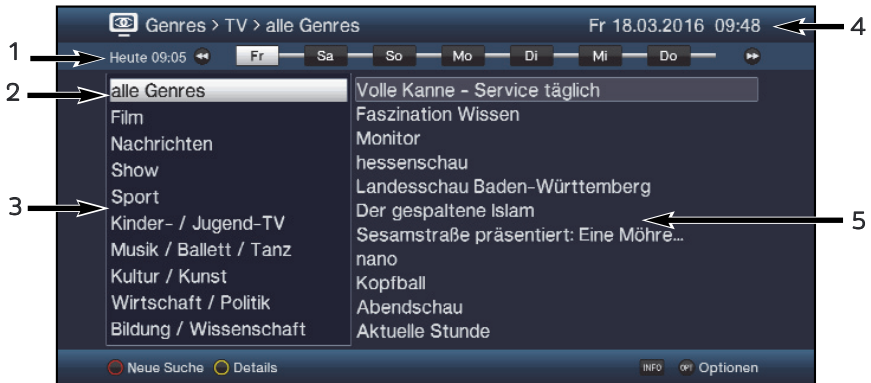 Genres > TV > alle Genres Fr 18.03.2016 09:48 4
1 Heute 09:05 Fr Sa So Mo Di Mi Do
2 alle Genres
Film
Nachrichten
Show
Sport
3
Kinder- / Jugend-TV
Musik / Ballett / Tanz
Kultur / Kunst
Wirtschaft / Politik
Bildung / Wissenschaft
Volle Kanne - Service täglich
Faszination Wissen
Monitor
hessenschau
Landesschau Baden-Württemberg
Der gespaltene Islam
5
Sesamstraße präsentiert: Eine Möhre...
nano
Kopfball
Abendschau
Aktuelle Stunde
Neue Suche Details INFO OPT Optionen